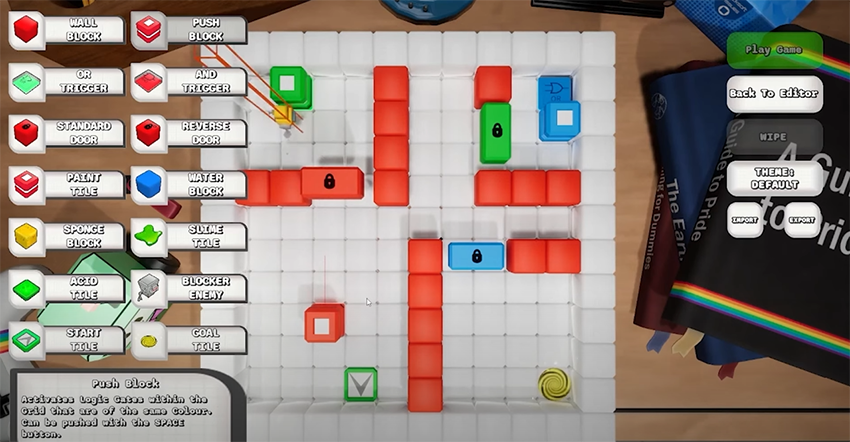 WALL
BLOCK
PUSH
BLOCK
OR
TRIGGER
AND
TRIGGER
STANDARD
DOOR
REVERSE
DOOR
PAINT
TILE
WATER
BLOCK
SPONGE
BLOCK
SLIME
TILE
ACID
TILE
BLOCKER
ENEMY
START
TILE
GOAL
TILE
Push Block
Activates Logic Gates within the
Grid that are of the same Colour.
Can be pushed with the SPACE
button.
Play Game
Back To Editor
WIPE
THEME:
DEFAULT
IMPORT
EXPORT
Guide to Pride
for Dummies